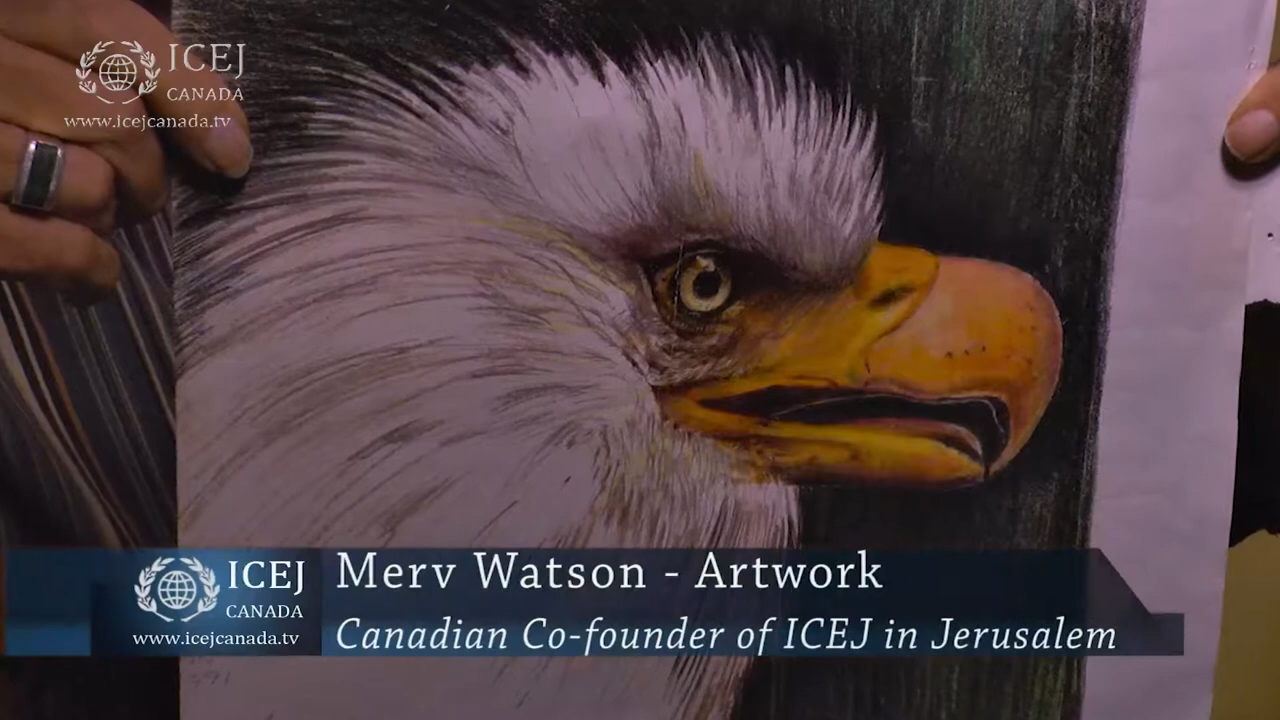 ICEJ
CANADA
www.icejcanada.tv
ICEJ
CANADA
www.icejcanada.tv
Merv Watson - Artwork
Canadian Co-founder of ICEJ in Jerusalem